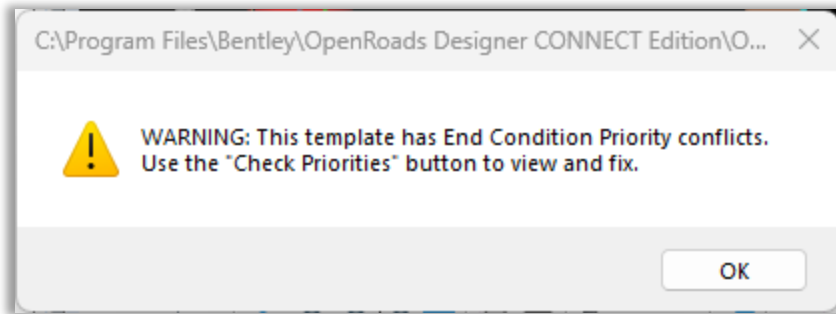 C:\Program Files\Bentley\OpenRoads Designer CONNECT Edition\O...
WARNING: This template has End Condition Priority conflicts.
Use the "Check Priorities" button to view and fix.
OK